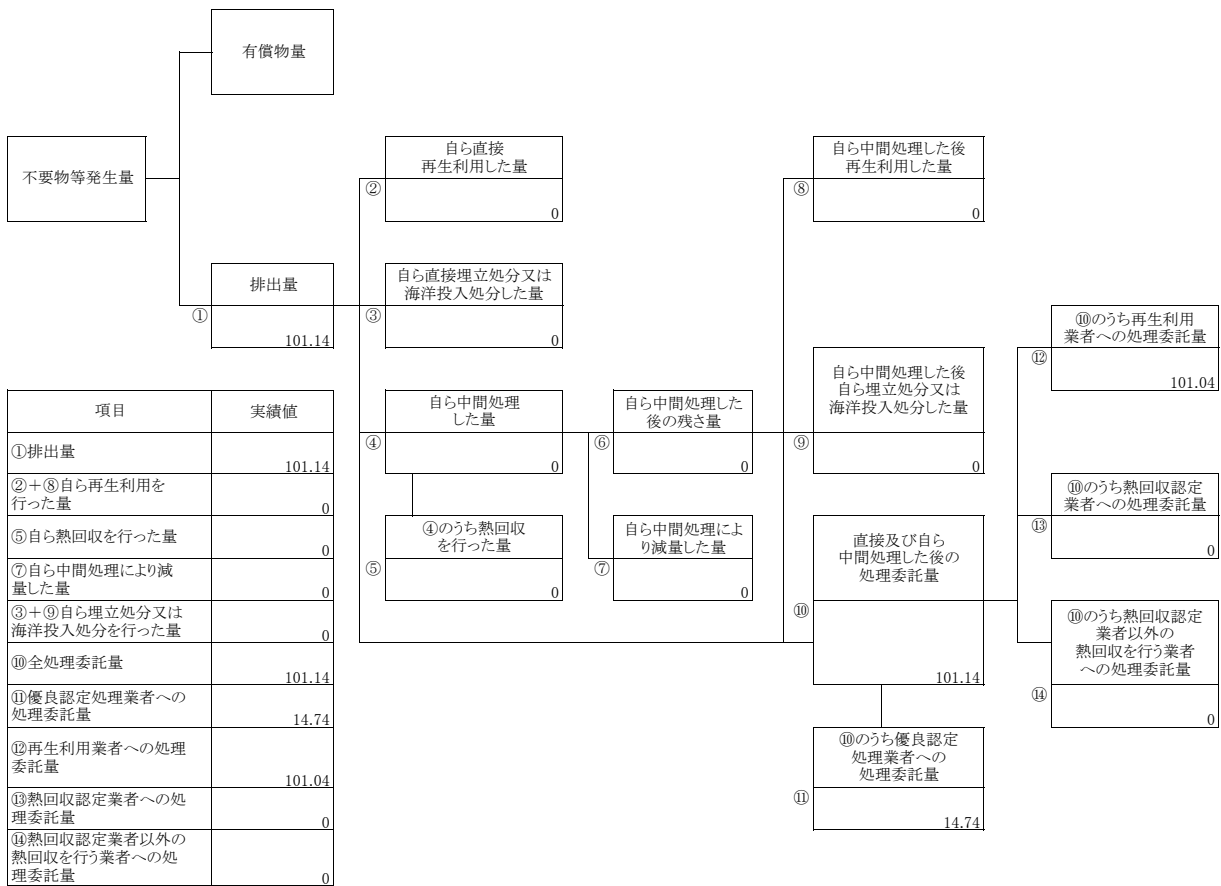 有償物量
不要物等発生量
自ら直接
再生利用した量
②
0
自ら中間処理した後
再生利用した量
⑧
0
排出量
①
101.14
自ら直接埋立処分又は
海洋投入処分した量
③
0
⑩のうち再生利用
業者への処理委託量
⑫
101.04
自ら中間処理
した量
④
0
自ら中間処理した
後の残さ量
⑥
0
自ら中間処理した後
自ら埋立処分又は
海洋投入処分した量
⑨
0
⑩のうち熱回収認定
業者への処理委託量
⑬
0
④のうち熱回収
を行った量
⑤
0
自ら中間処理によ
り減量した量
⑦
0
直接及び自ら
中間処理した後の
処理委託量
⑩
101.14
⑩のうち熱回収認定
業者以外の
熱回収を行う業者
への処理委託量
⑭
0
⑩のうち優良認定
処理業者への
処理委託量
⑪
14.74
項目 実績値
①排出量
101.14
②+⑧自ら再生利用を
行った量
0
⑤自ら熱回収を行った量
0
⑦自ら中間処理により減
量した量
0
③+⑨自ら埋立処分又は
海洋投入処分を行った量
0
⑩全処理委託量
101.14
⑪優良認定処理業者への
処理委託量
14.74
⑫再生利用業者への処理
委託量
101.04
⑬熱回収認定業者への処
理委託量
0
⑭熱回収認定業者以外の
熱回収を行う業者への処
理委託量
0